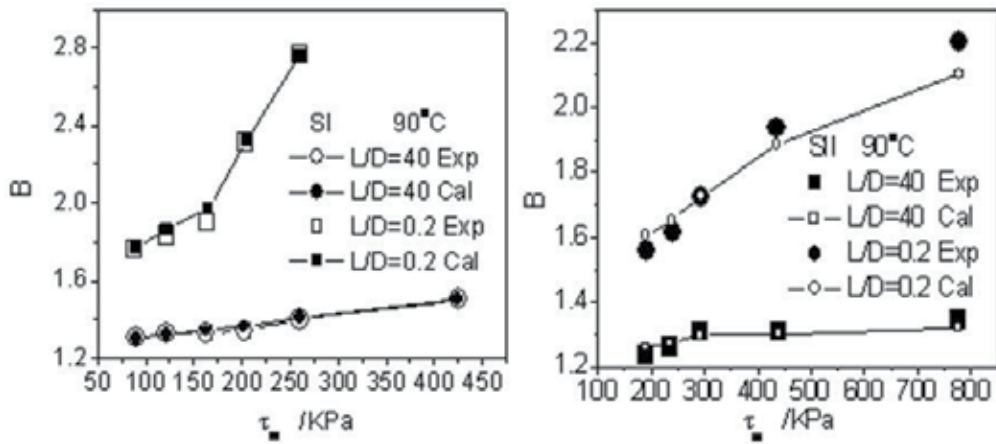 2.8
2.4
2.0
1.6
1.2
B
SI 90°C
L/D=40 Exp
L/D=40 Cal
L/D=0.2 Exp
L/D=0.2 Cal
50 100 150 200 250 300 350 400 450
τ /KPa
2.2
2.0
1.8
1.6
1.4
1.2
B
SII 90°C
L/D=40 Exp
L/D=40 Cal
L/D=0.2 Exp
L/D=0.2 Cal
100 200 300 400 500 600 700 800
τ /KPa